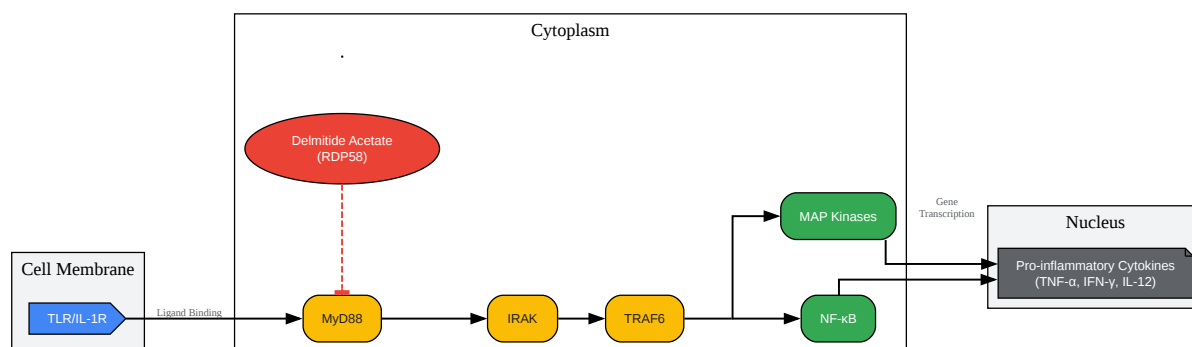 Cytoplasm
Delmitide Acetate
(RDP58)
MAP Kinases
Gene
Transcription
Nucleus
Pro-inflammatory Cytokines
(TNF-α, IFN-γ, IL-12)
Cell Membrane
TLR/IL-1R
Ligand Binding
MyD88
IRAK
TRAF6
NF-κB